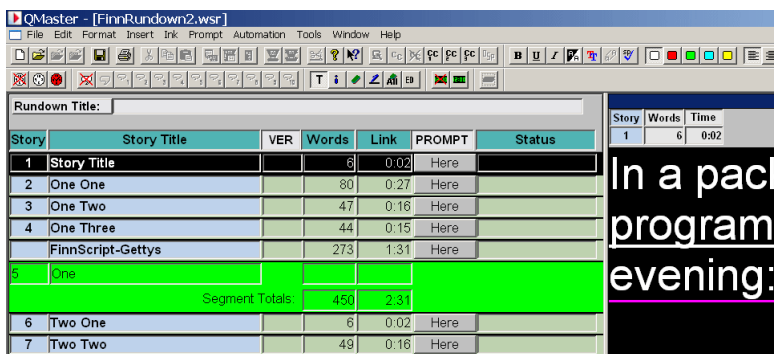 QMaster - [FinnRundown2.wsr]
File Edit Format Insert Ink Prompt Automation Tools Window Help
B I U
T i ED
Rundown Title:
Story Story Title VER Words Link PROMPT Status
1 Story Title 6 0:02 Here
2 One One 80 0:27 Here
3 One Two 47 0:16 Here
4 One Three 44 0:15 Here
FinnScript-Gettys 273 1:31 Here
5 One
Segment Totals: 450 2:31
6 Two One 6 0:02 Here
7 Two Two 49 0:16 Here
Story Words Time
1 6 0:02
In a pac
program
evening: